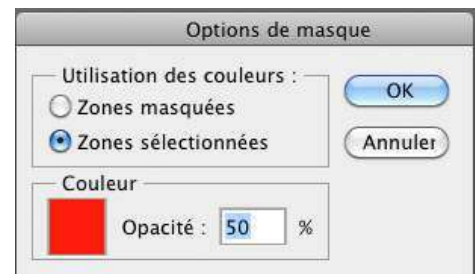 Options de masque
Utilisation des couleurs :
OK
Zones masquées
Zones sélectionnées
Annuler
Couleur
Opacité : 50 %